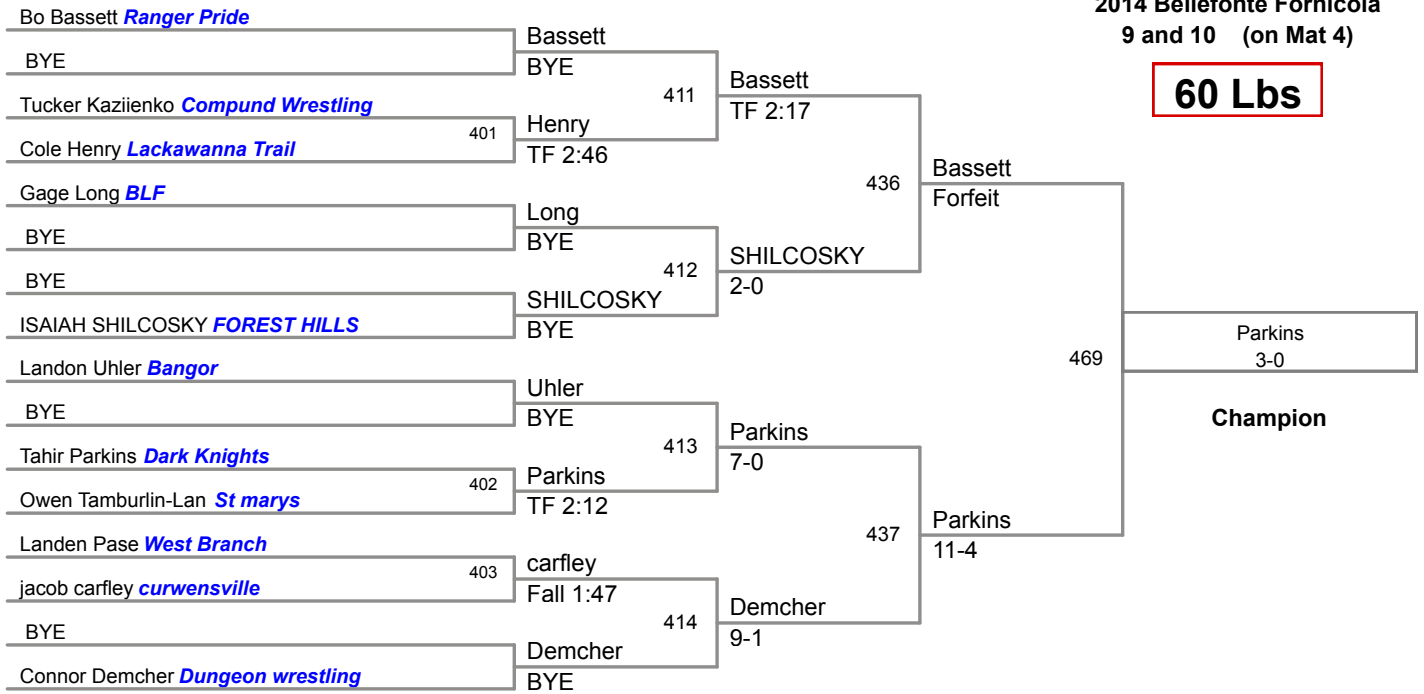 2014 Bellefonte Fornicola
9 and 10 (on Mat 4)
60 Lbs
Bo Bassett Ranger Pride
BYE
Tucker Kaziienko Compund Wrestling
401
Cole Henry Lackawanna Trail
Gage Long BLF
BYE
BYE
ISAIAH SHILCOSKY FOREST HILLS
Landon Uhler Bangor
BYE
Tahir Parkins Dark Knights
402
Owen Tamburlin-Lan St marys
Landen Pase West Branch
403
jacob carfley curwensville
BYE
Connor Demcher Dungeon wrestling
Bassett
BYE
411
Henry
TF 2:46
Long
BYE
412
SHILCOSKY
BYE
Uhler
BYE
413
Parkins
TF 2:12
carfley
Fall 1:47
414
Demcher
BYE
Bassett
TF 2:17
436
SHILCOSKY
2-0
Parkins
7-0
437
Demcher
9-1
Bassett
Forfeit
469
Parkins
11-4
Parkins
3-0
Champion